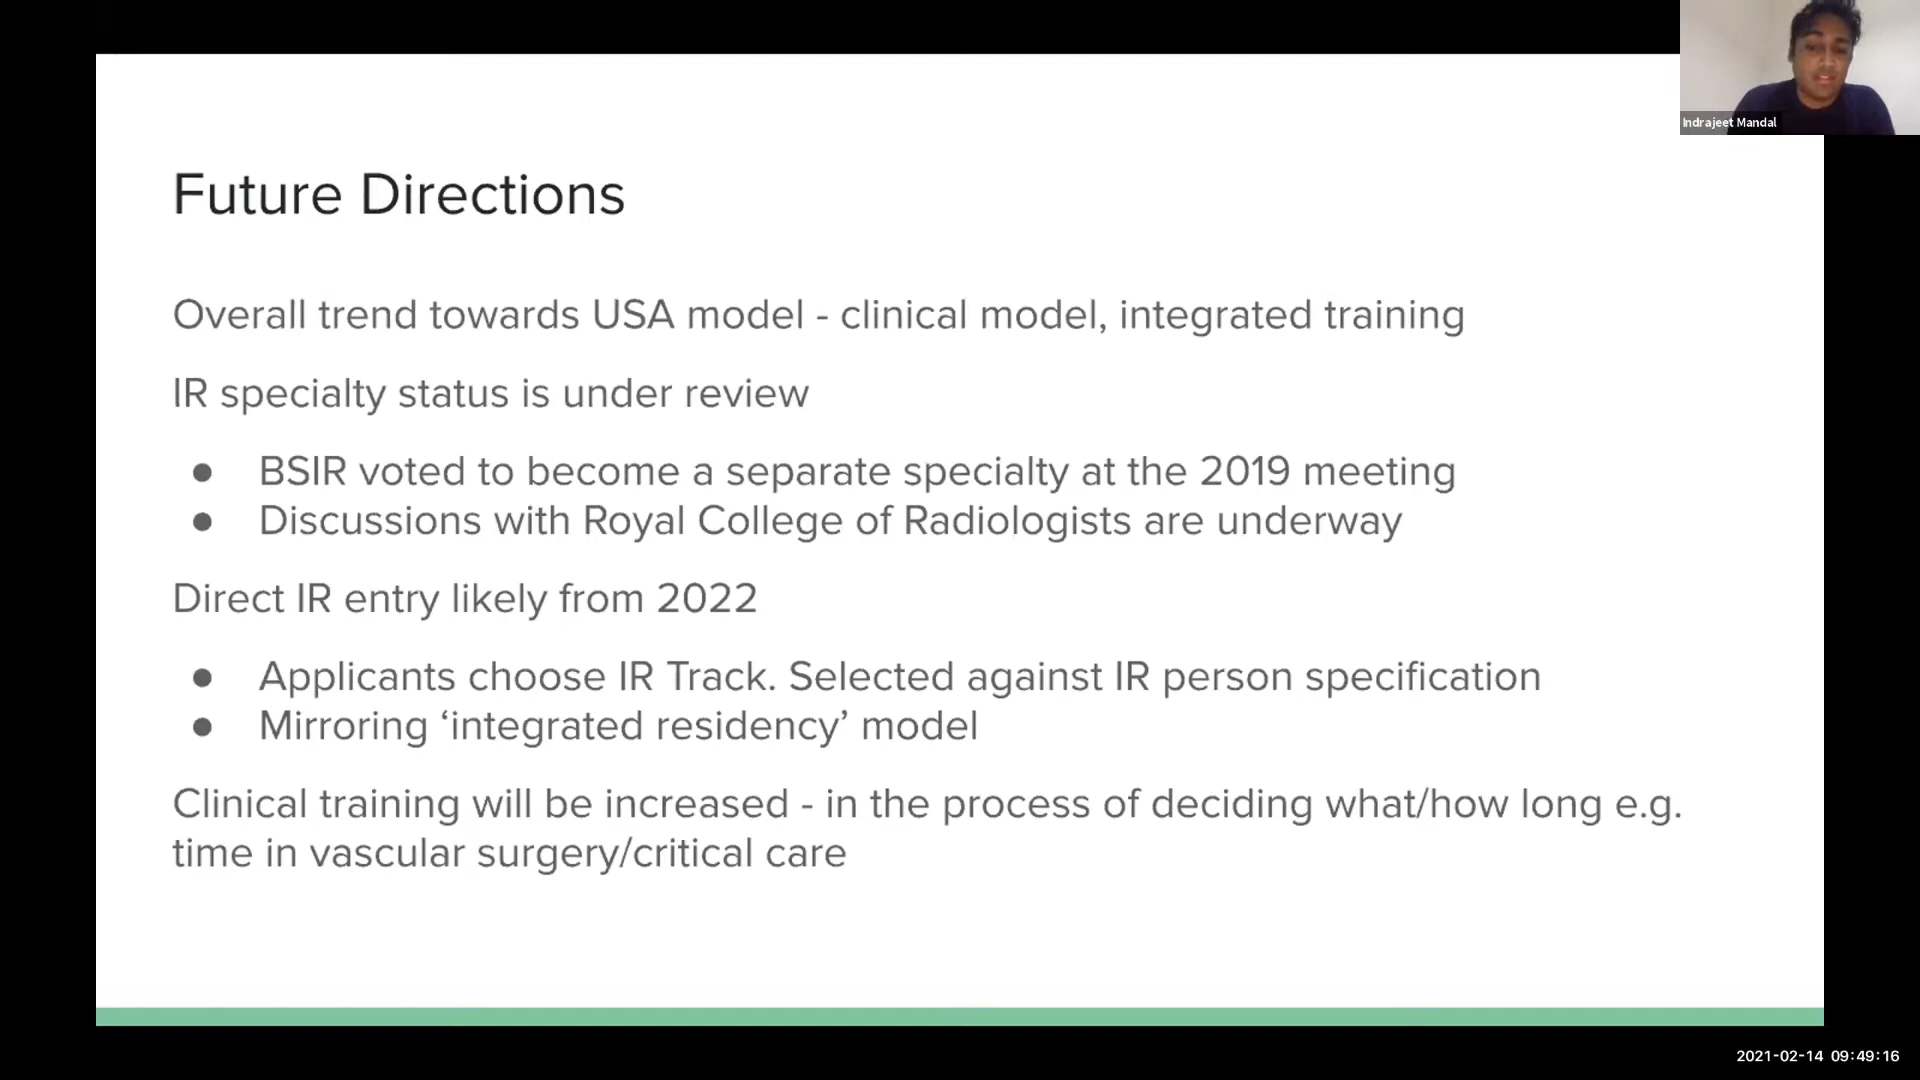 Indrajeet Mandal
Future Directions
Overall trend towards USA model - clinical model, integrated training
IR specialty status is under review
● BSIR voted to become a separate specialty at the 2019 meeting
● Discussions with Royal College of Radiologists are underway
Direct IR entry likely from 2022
● Applicants choose IR Track. Selected against IR person specification
● Mirroring ‘integrated residency’ model
Clinical training will be increased - in the process of deciding what/how long e.g.
time in vascular surgery/critical care
2021-02-14 09:49:16